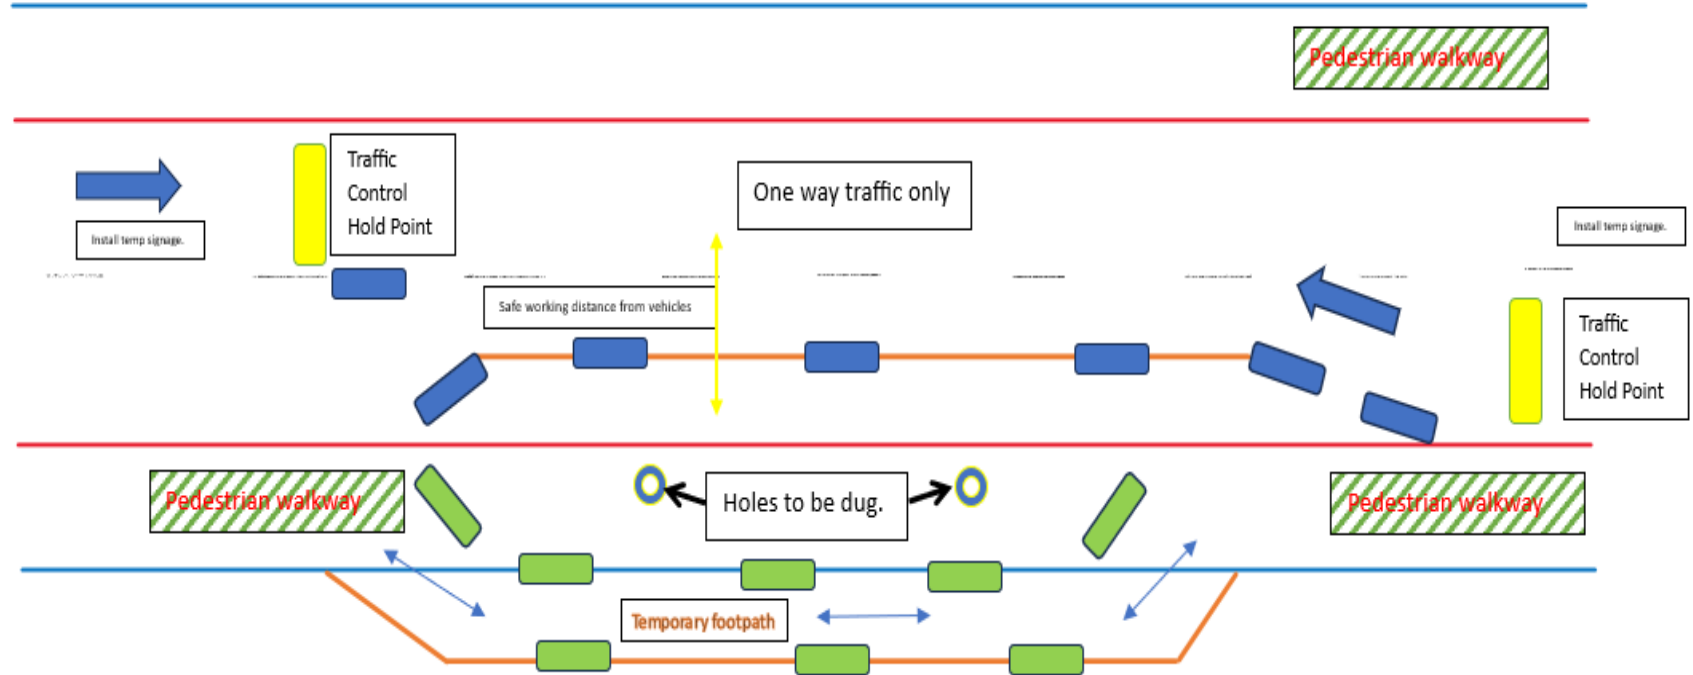 Pedestrian walkway
Traffic
Control
Hold Point
One way traffic only
Install temp signage.
Install temp signage.
Safe working distance from vehicles
Traffic
Control
Hold Point
Pedestrian walkway
Holes to be dug.
Pedestrian walkway
Temporary footpath